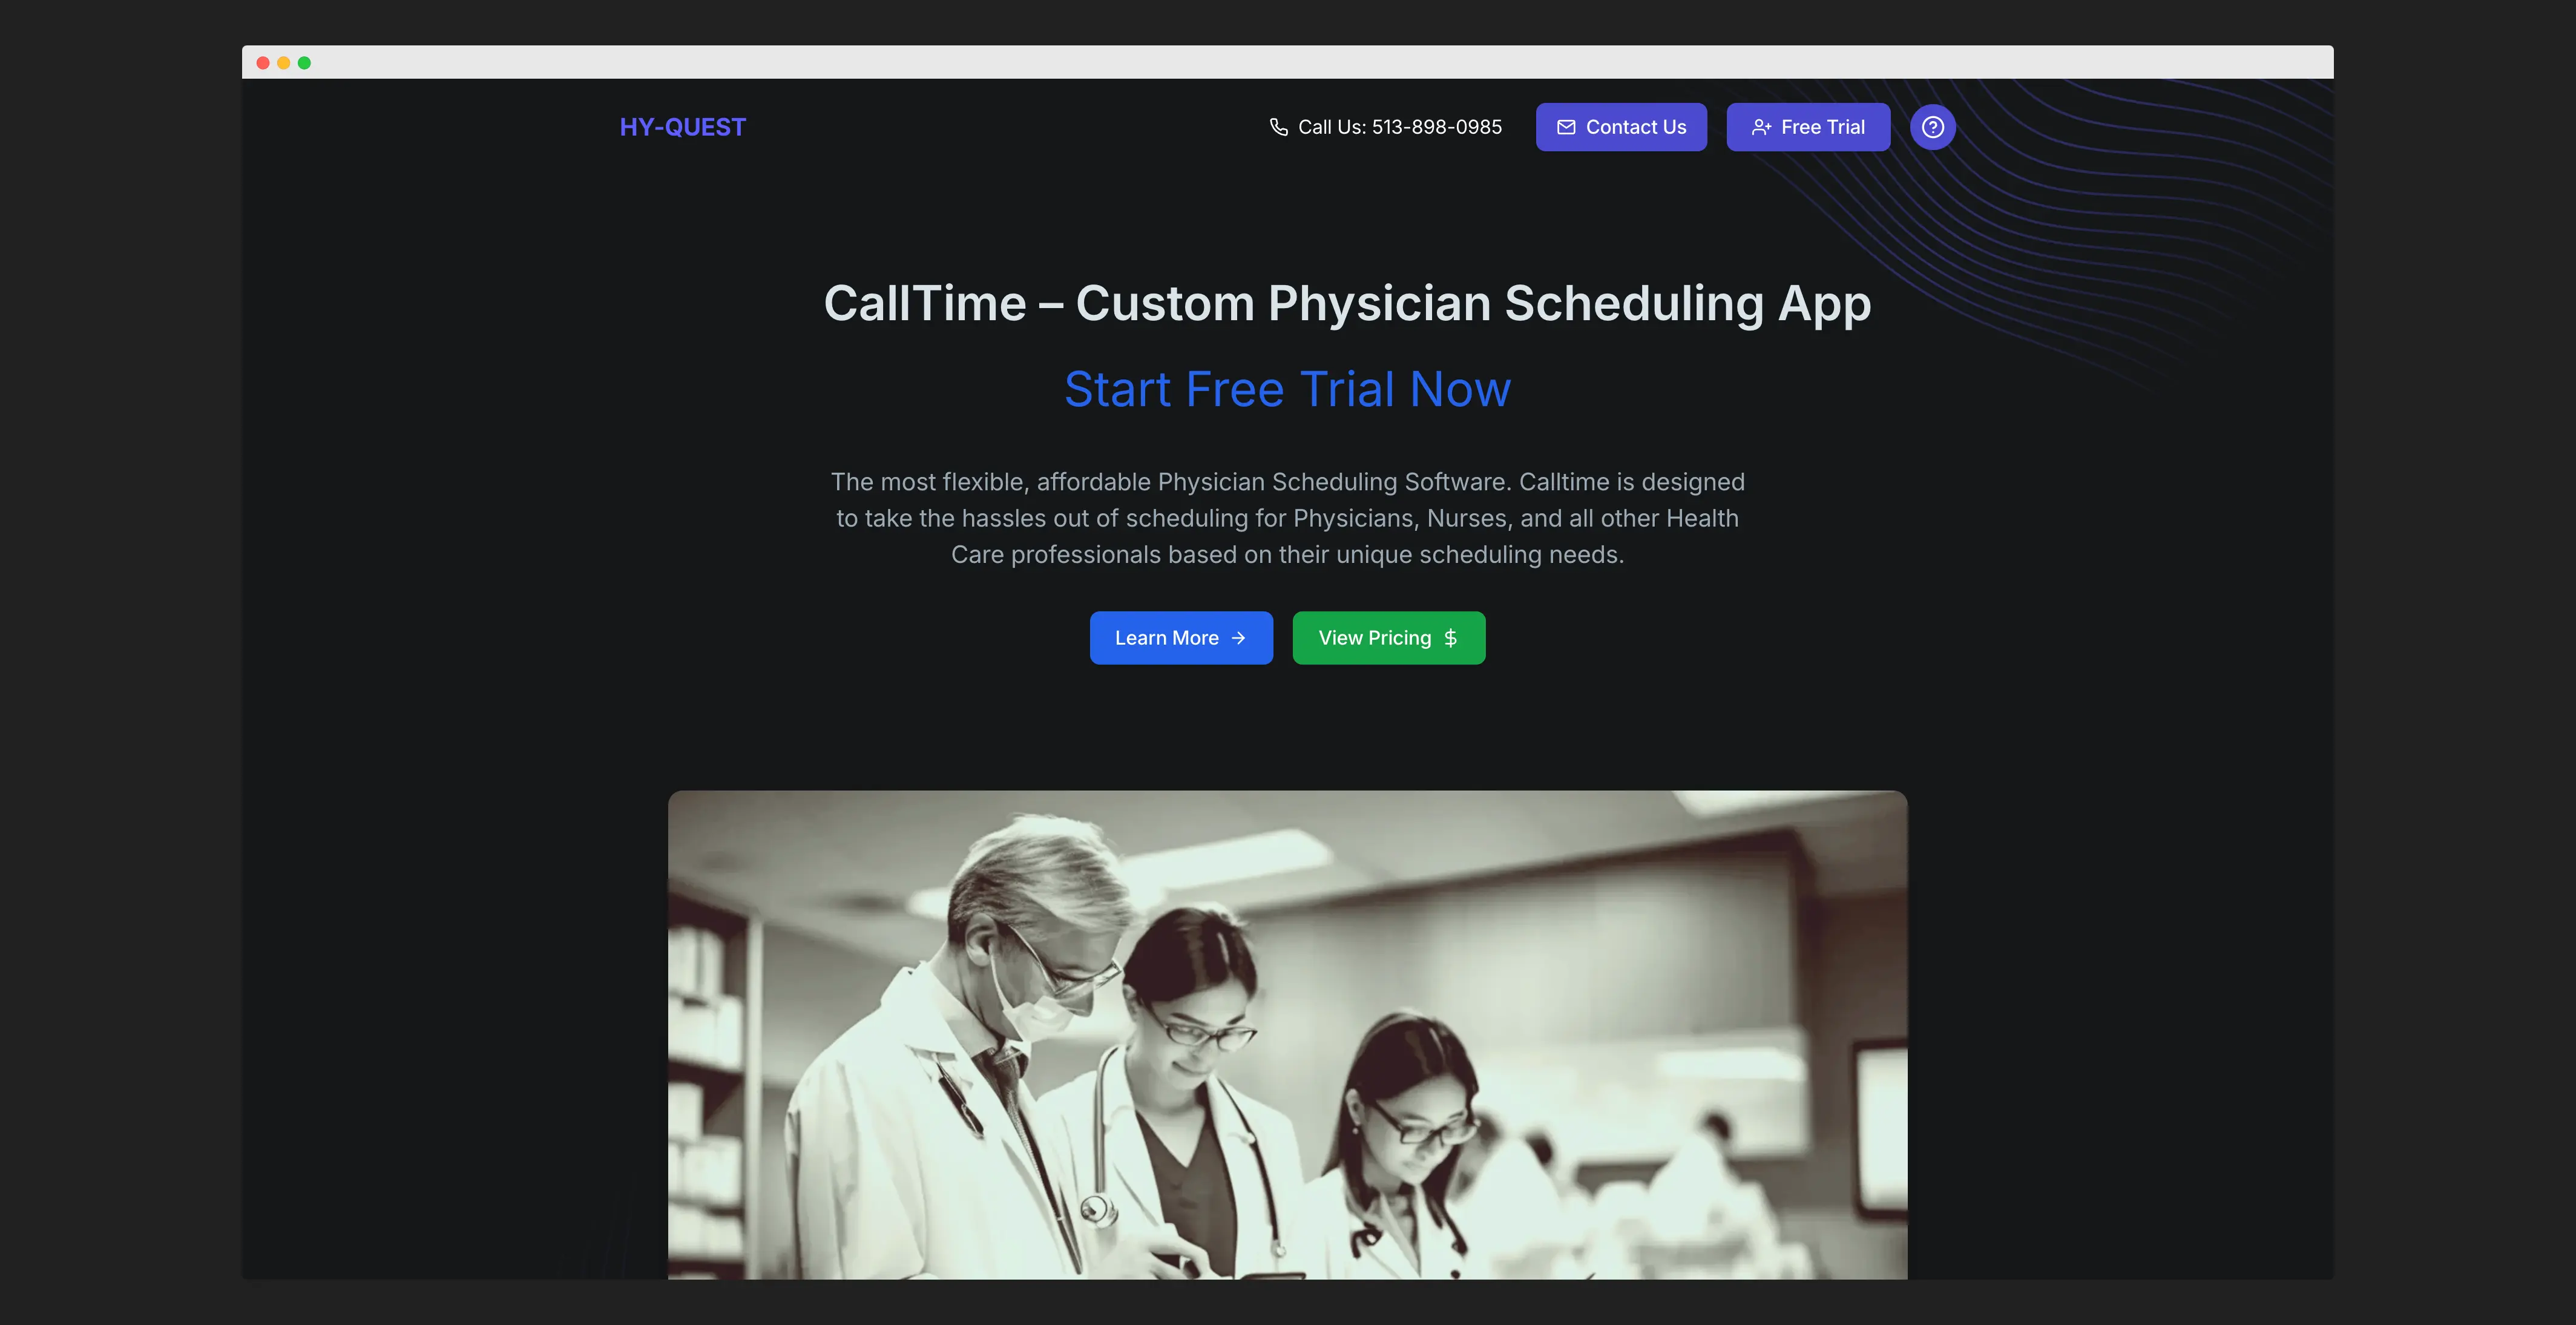 HY-QUEST
Call Us: 513-898-0985
Contact Us
Free Trial
CallTime – Custom Physician Scheduling App
Start Free Trial Now
The most flexible, affordable Physician Scheduling Software. Calltime is designed
to take the hassles out of scheduling for Physicians, Nurses, and all other Health
Care professionals based on their unique scheduling needs.
Learn More
View Pricing $